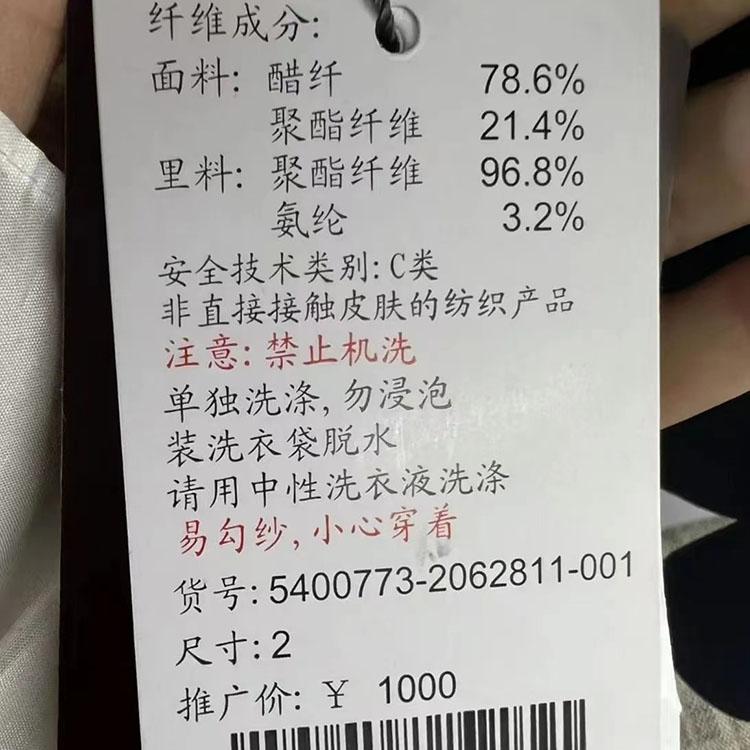 纤维成分:
面料: 醋纤 78.6%
聚酯纤维 21.4%
里料: 聚酯纤维 96.8%
氨纶 3.2%
安全技术类别: C类
非直接接触皮肤的纺织产品
注意: 禁止机洗
单独洗涤, 勿浸泡
装洗衣袋脱水
请用中性洗衣液洗涤
易勾纱, 小心穿着
货号: 5400773-2062811-001
尺寸: 2
推广价: ¥ 1000